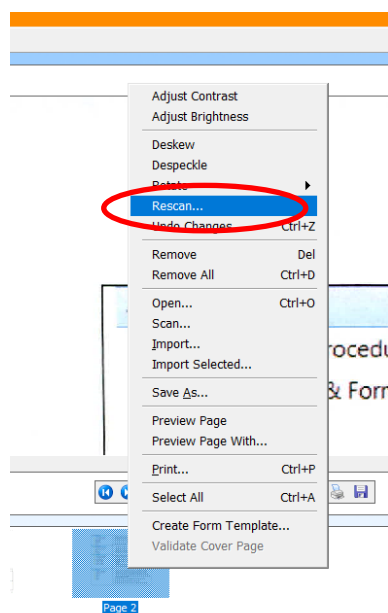 Adjust Contrast
Adjust Brightness
Deskew
Despeckle
Rotate
Rescan...
Undo Changes Ctrl+Z
Remove Del
Remove All Ctrl+D
Open... Ctrl+O
Scan...
Import...
Import Selected...
Save As...
Preview Page
Preview Page With...
Print... Ctrl+P
Select All Ctrl+A
Create Form Template...
Validate Cover Page
rocedu
& Forr
Page 2